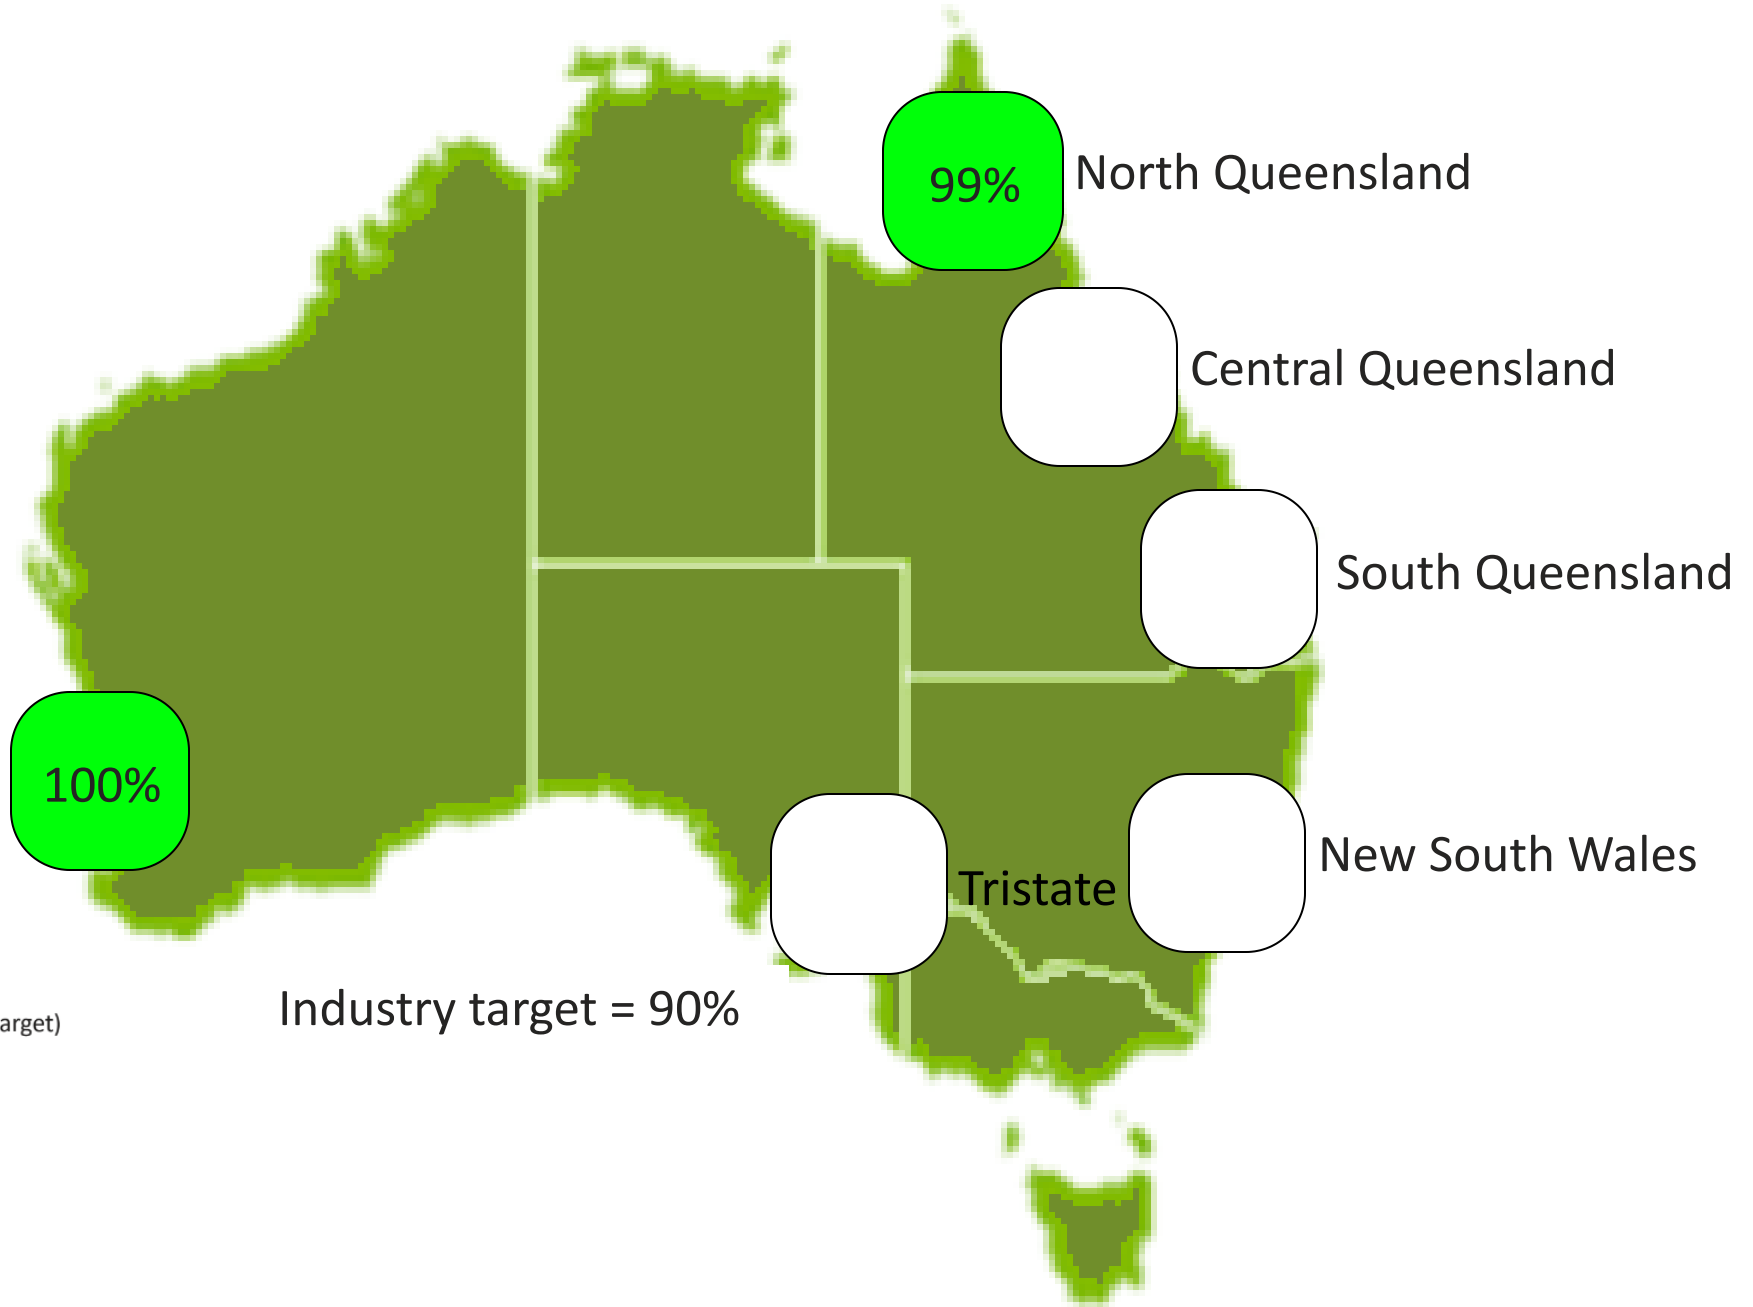 99%
North Queensland
Central Queensland
South Queensland
100%
New South Wales
Tristate
Industry target = 90%
arget)